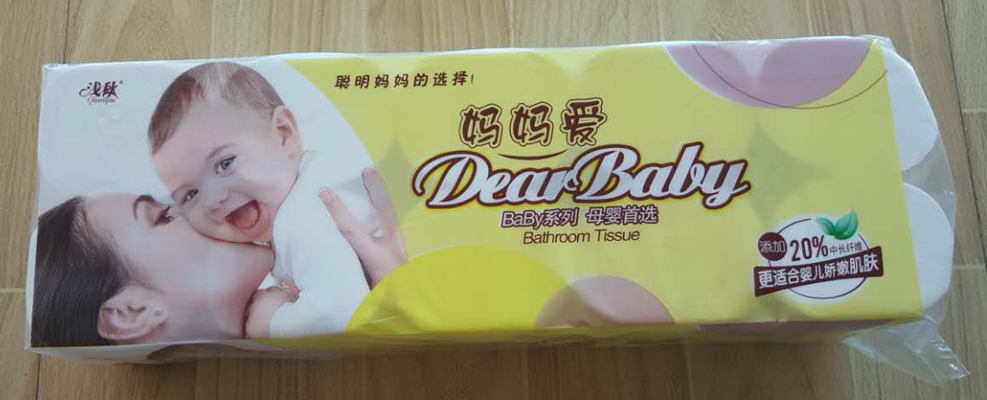 浅秋®
Qianqiu
聪明妈妈的选择!
妈妈爱
DearBaby
BaBy系列 母婴首选
Bathroom Tissue
添加20%中长纤维
更适合婴儿娇嫩肌肤